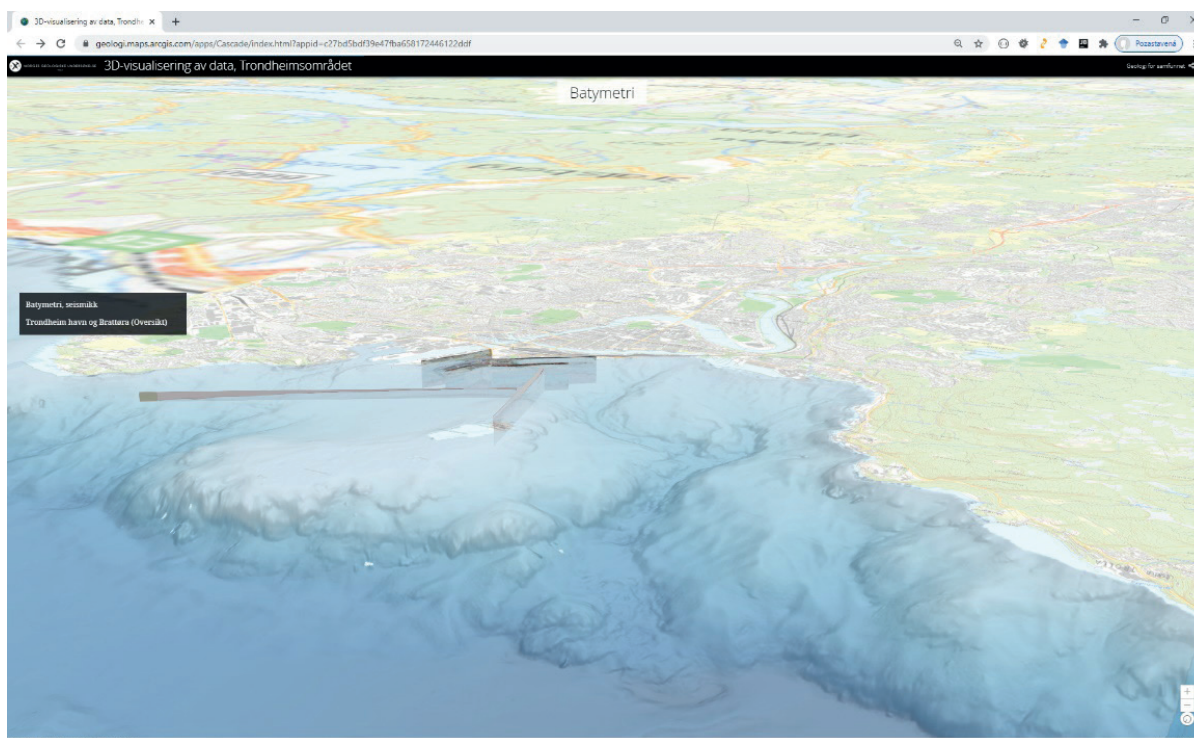 3D-visualisering av data, Trondhe
geologi.maps.arcgis.com/apps/Cascade/index.html?appid=c27bd5bdf39e47fba658172446122ddf
Pozastavená
3D-visualisering av data, Trondheimsområdet
Geologi for samfunnet
Batymetri
Batymetri, seismikk
Trondheim havn og Brattøra (Oversikt)